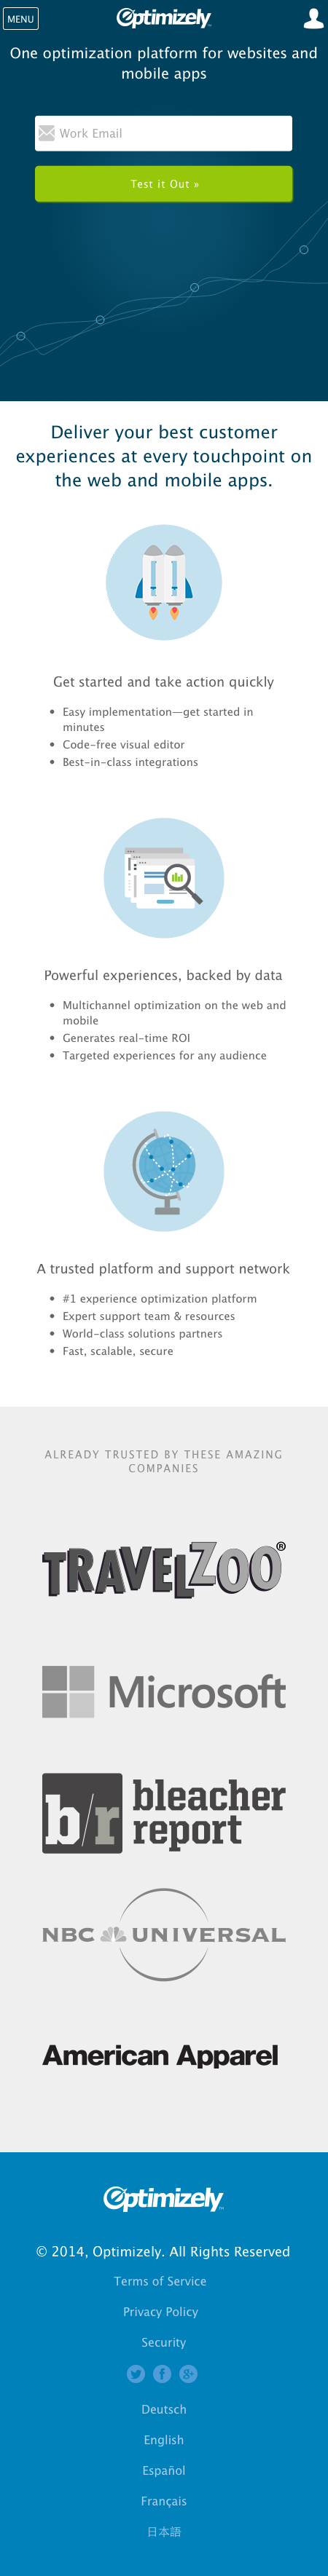 MENU
Optimizely
One optimization platform for websites and
mobile apps
Work Email
Test it Out »
Deliver your best customer
experiences at every touchpoint on
the web and mobile apps.
Get started and take action quickly
• Easy implementation—get started in
minutes
• Code-free visual editor
• Best-in-class integrations
Powerful experiences, backed by data
• Multichannel optimization on the web and
mobile
• Generates real-time ROI
• Targeted experiences for any audience
A trusted platform and support network
• #1 experience optimization platform
• Expert support team & resources
• World-class solutions partners
• Fast, scalable, secure
ALREADY TRUSTED BY THESE AMAZING
COMPANIES
TRAVELZOO®
Microsoft
b/r bleacher
report
NBC UNIVERSAL
American Apparel
Optimizely
© 2014, Optimizely. All Rights Reserved
Terms of Service
Privacy Policy
Security
Deutsch
English
Español
Français
日本語